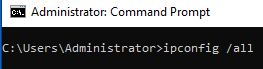 Administrator: Command Prompt
C:\Users\Administrator>ipconfig /all